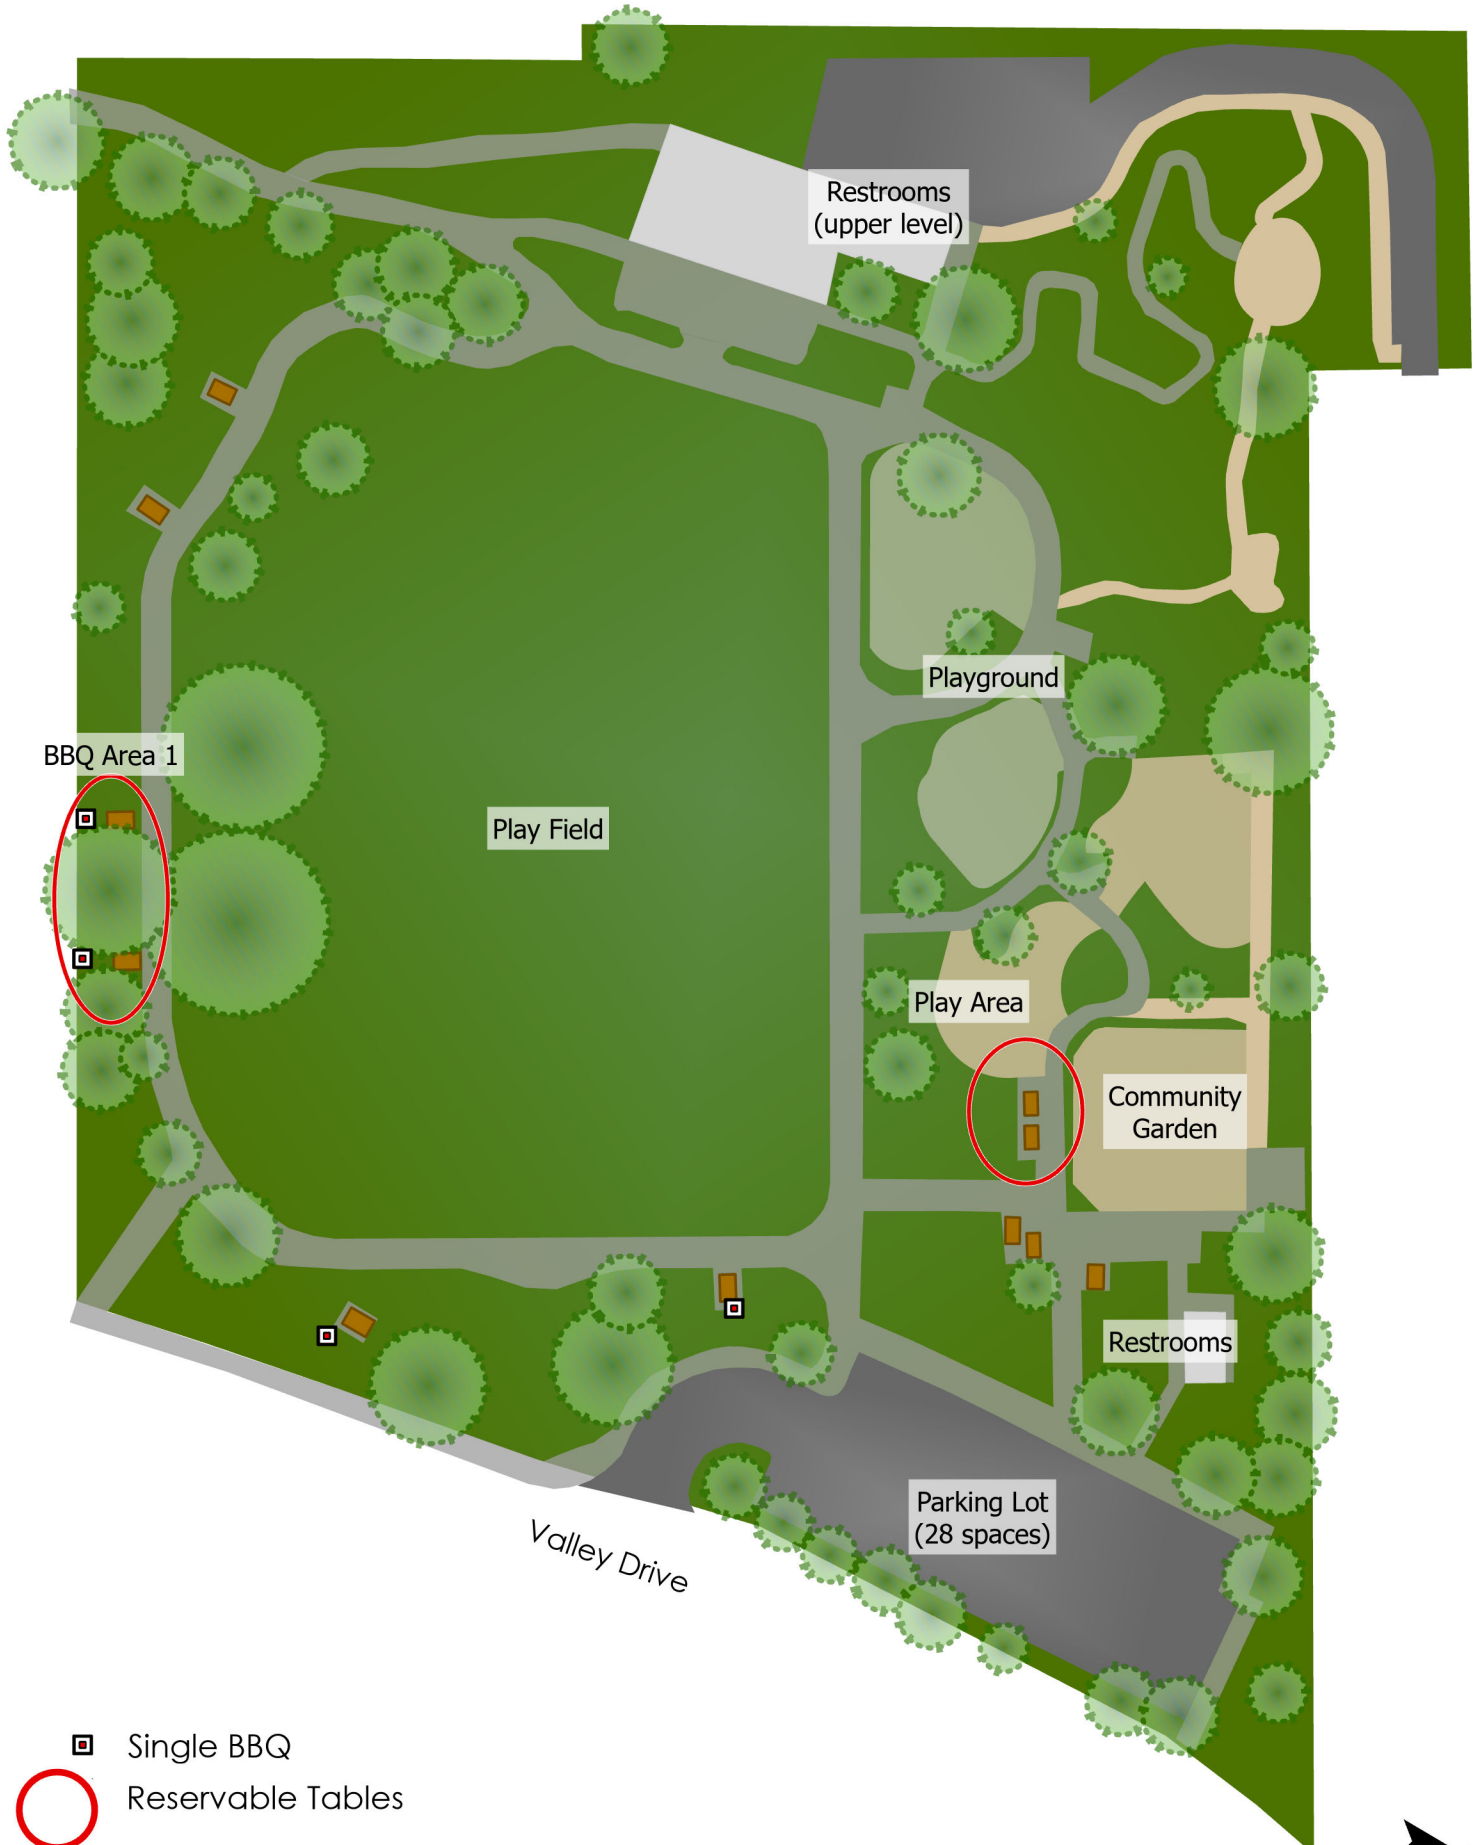 Restrooms
(upper level)
Playground
BBQ Area 1
Play Field
Play Area
Community
Garden
Restrooms
Parking Lot
(28 spaces)
Valley Drive
Single BBQ
Reservable Tables